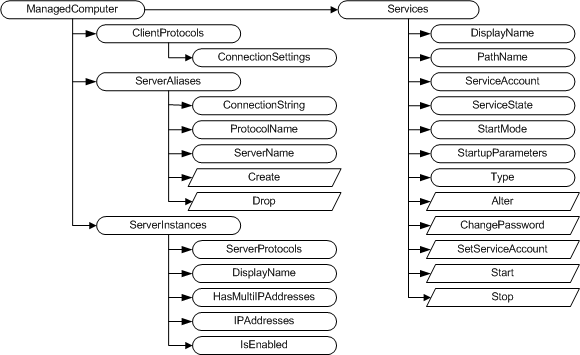 ManagedComputer
ClientProtocols
ConnectionSettings
ServerAliases
ConnectionString
ProtocolName
ServerName
Create
Drop
ServerInstances
ServerProtocols
DisplayName
HasMultiIPAddresses
IPAddresses
IsEnabled
Services
DisplayName
PathName
ServiceAccount
ServiceState
StartMode
StartupParameters
Type
Alter
ChangePassword
SetServiceAccount
Start
Stop